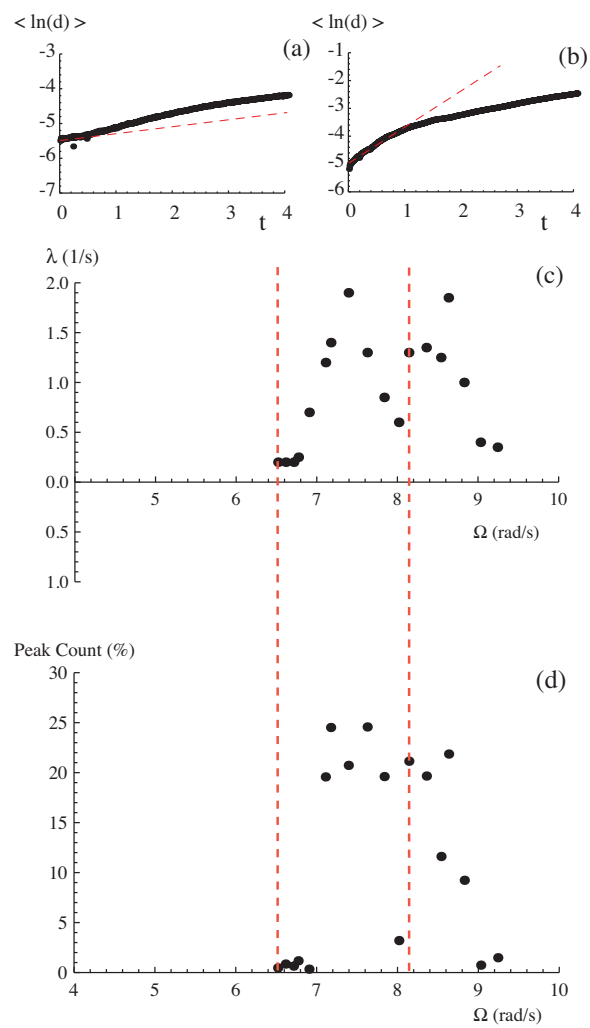 < ln(d) >
(a)
-3
-4
-5
-6
-7
0 1 2 3 4
t
< ln(d) >
(b)
-1
-2
-3
-4
-5
-6
0 1 2 3 4
t
λ (1/s)
(c)
2.0
1.5
1.0
0.5
0.0
0.5
1.0
4 5 6 7 8 9 10
Ω (rad/s)
Peak Count (%)
(d)
30
25
20
15
10
5
0
4 5 6 7 8 9 10
Ω (rad/s)